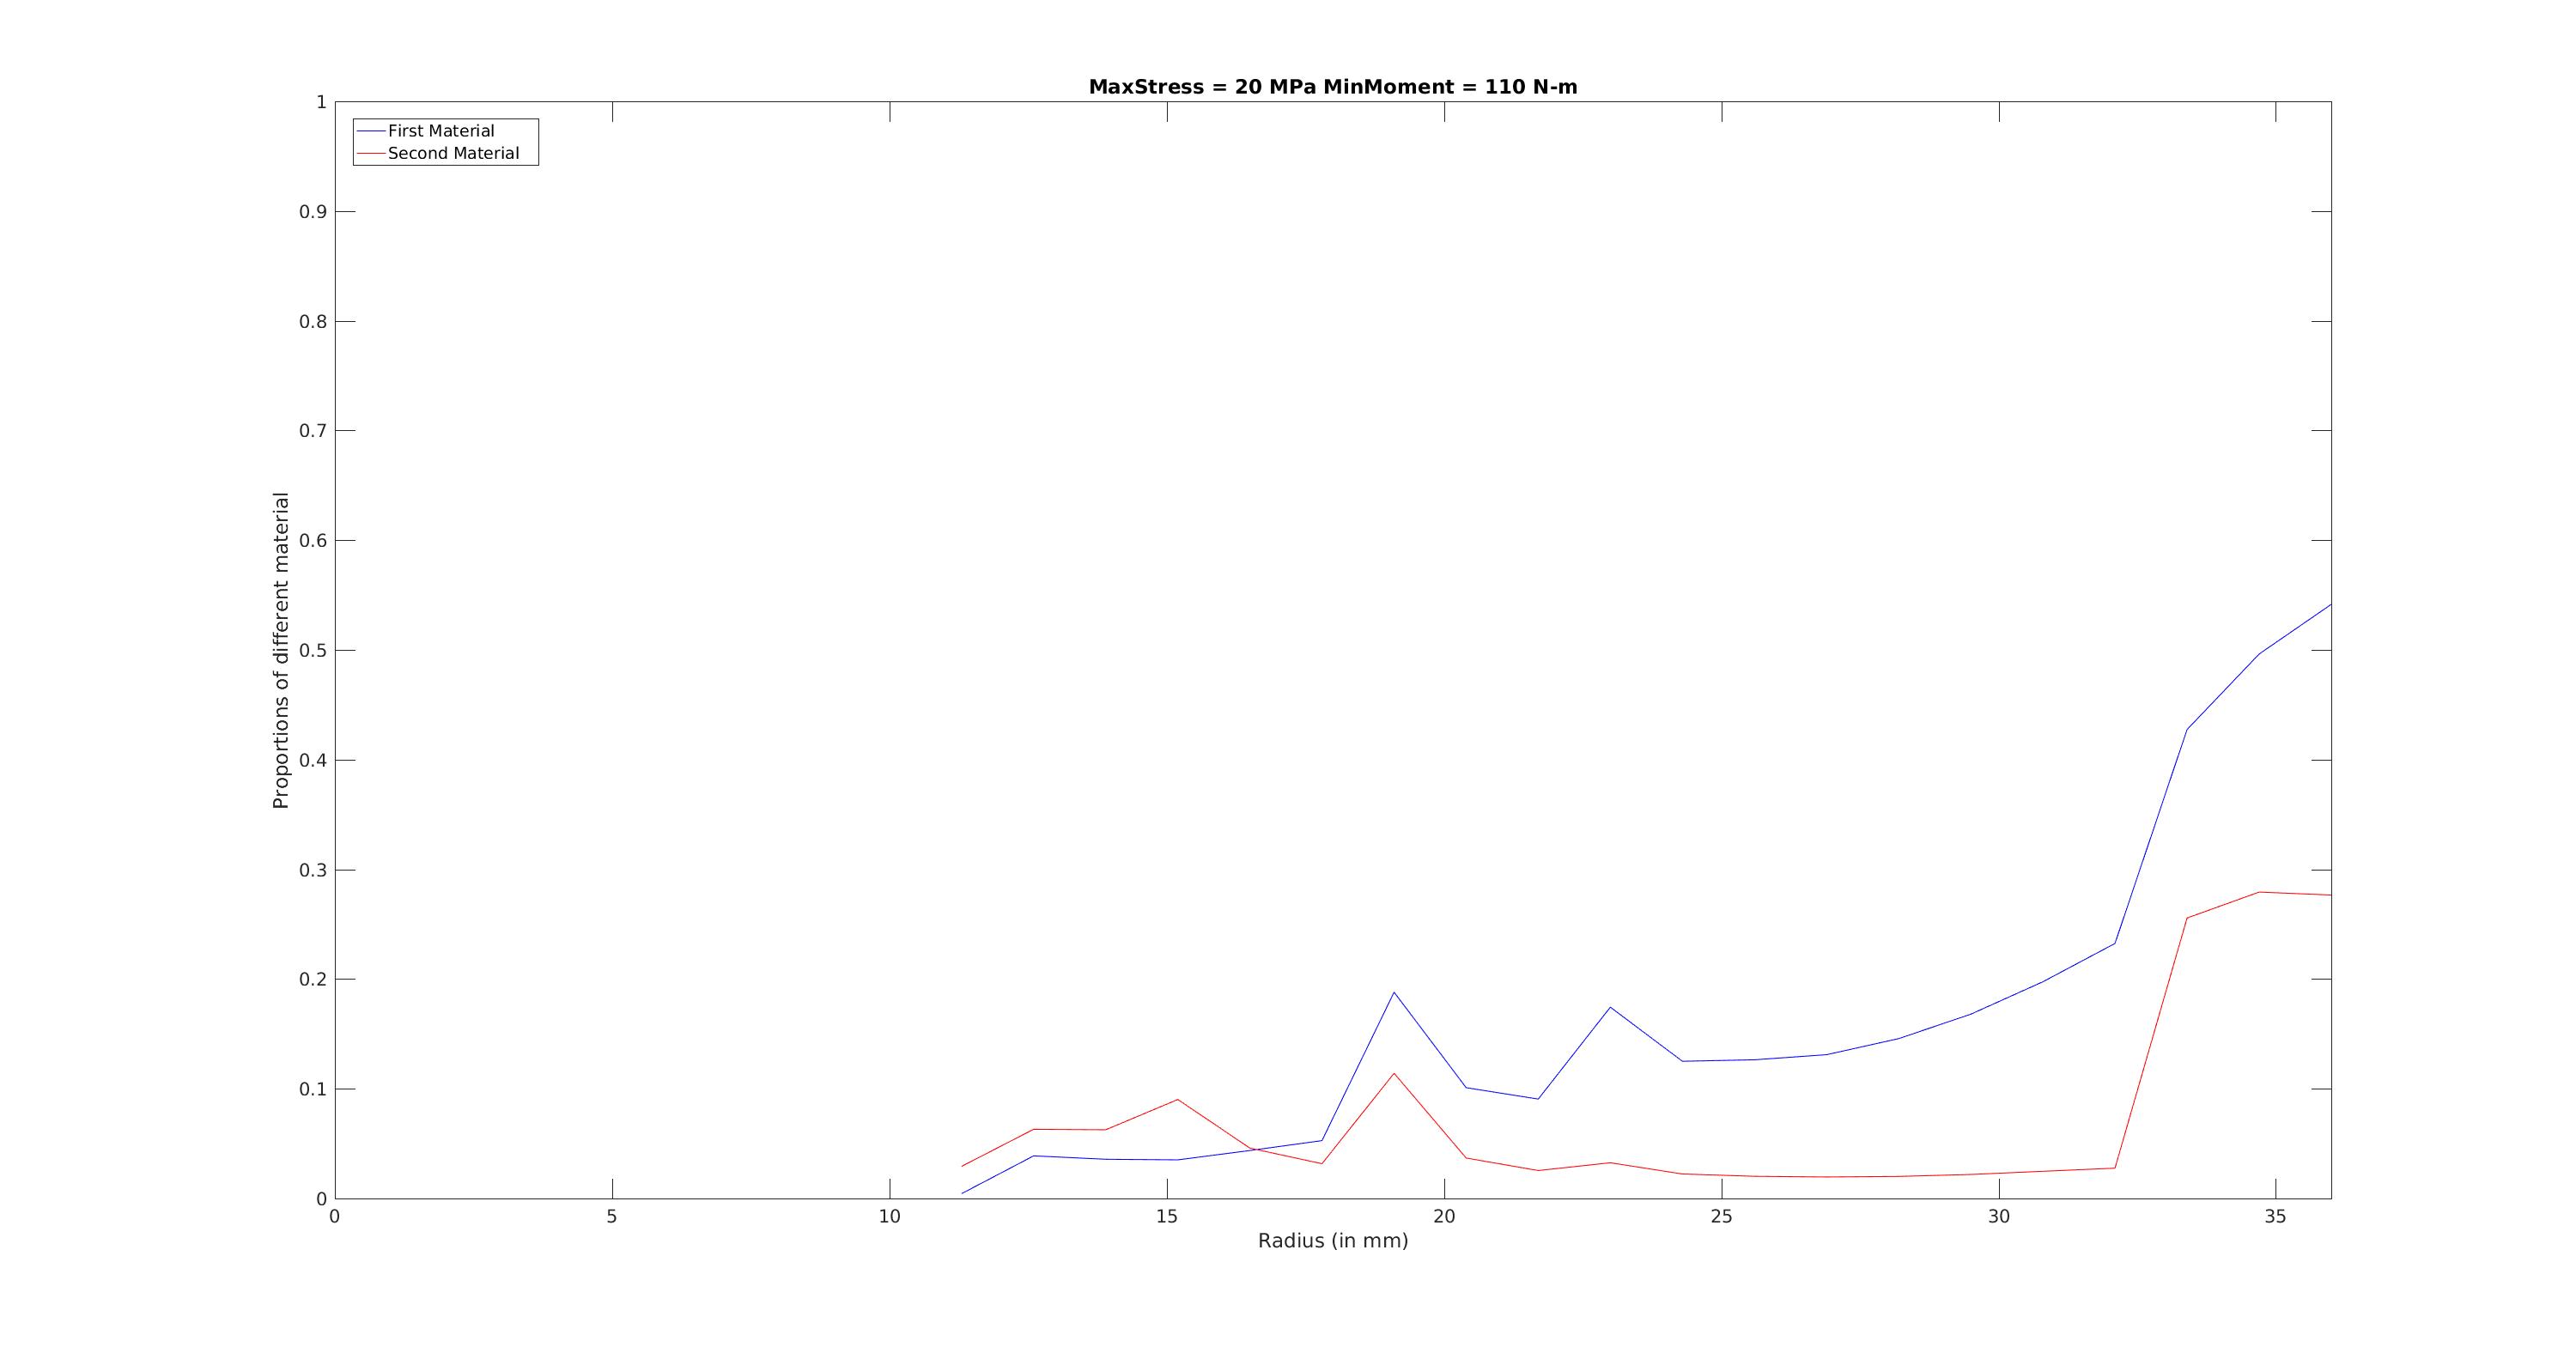 MaxStress = 20 MPa MinMoment = 110 N-m
First Material
Second Material
1
0.9
0.8
0.7
0.6
0.5
0.4
0.3
0.2
0.1
0
Proportions of different material
0 5 10 15 20 25 30 35
Radius (in mm)